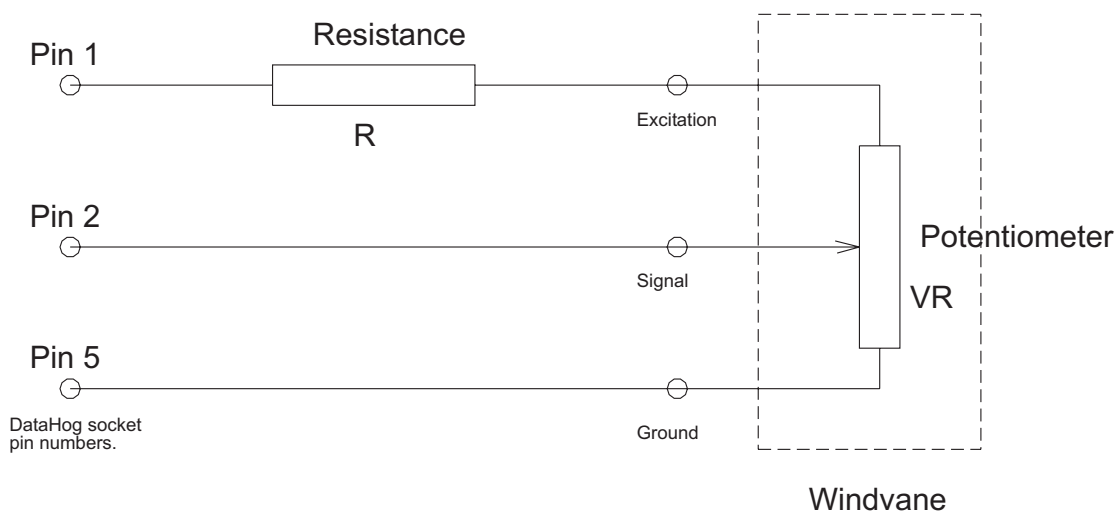 Resistance
Pin 1
Excitation
R
Pin 2
Potentiometer
Signal
VR
Pin 5
DataHog socket
pin numbers.
Ground
Windvane